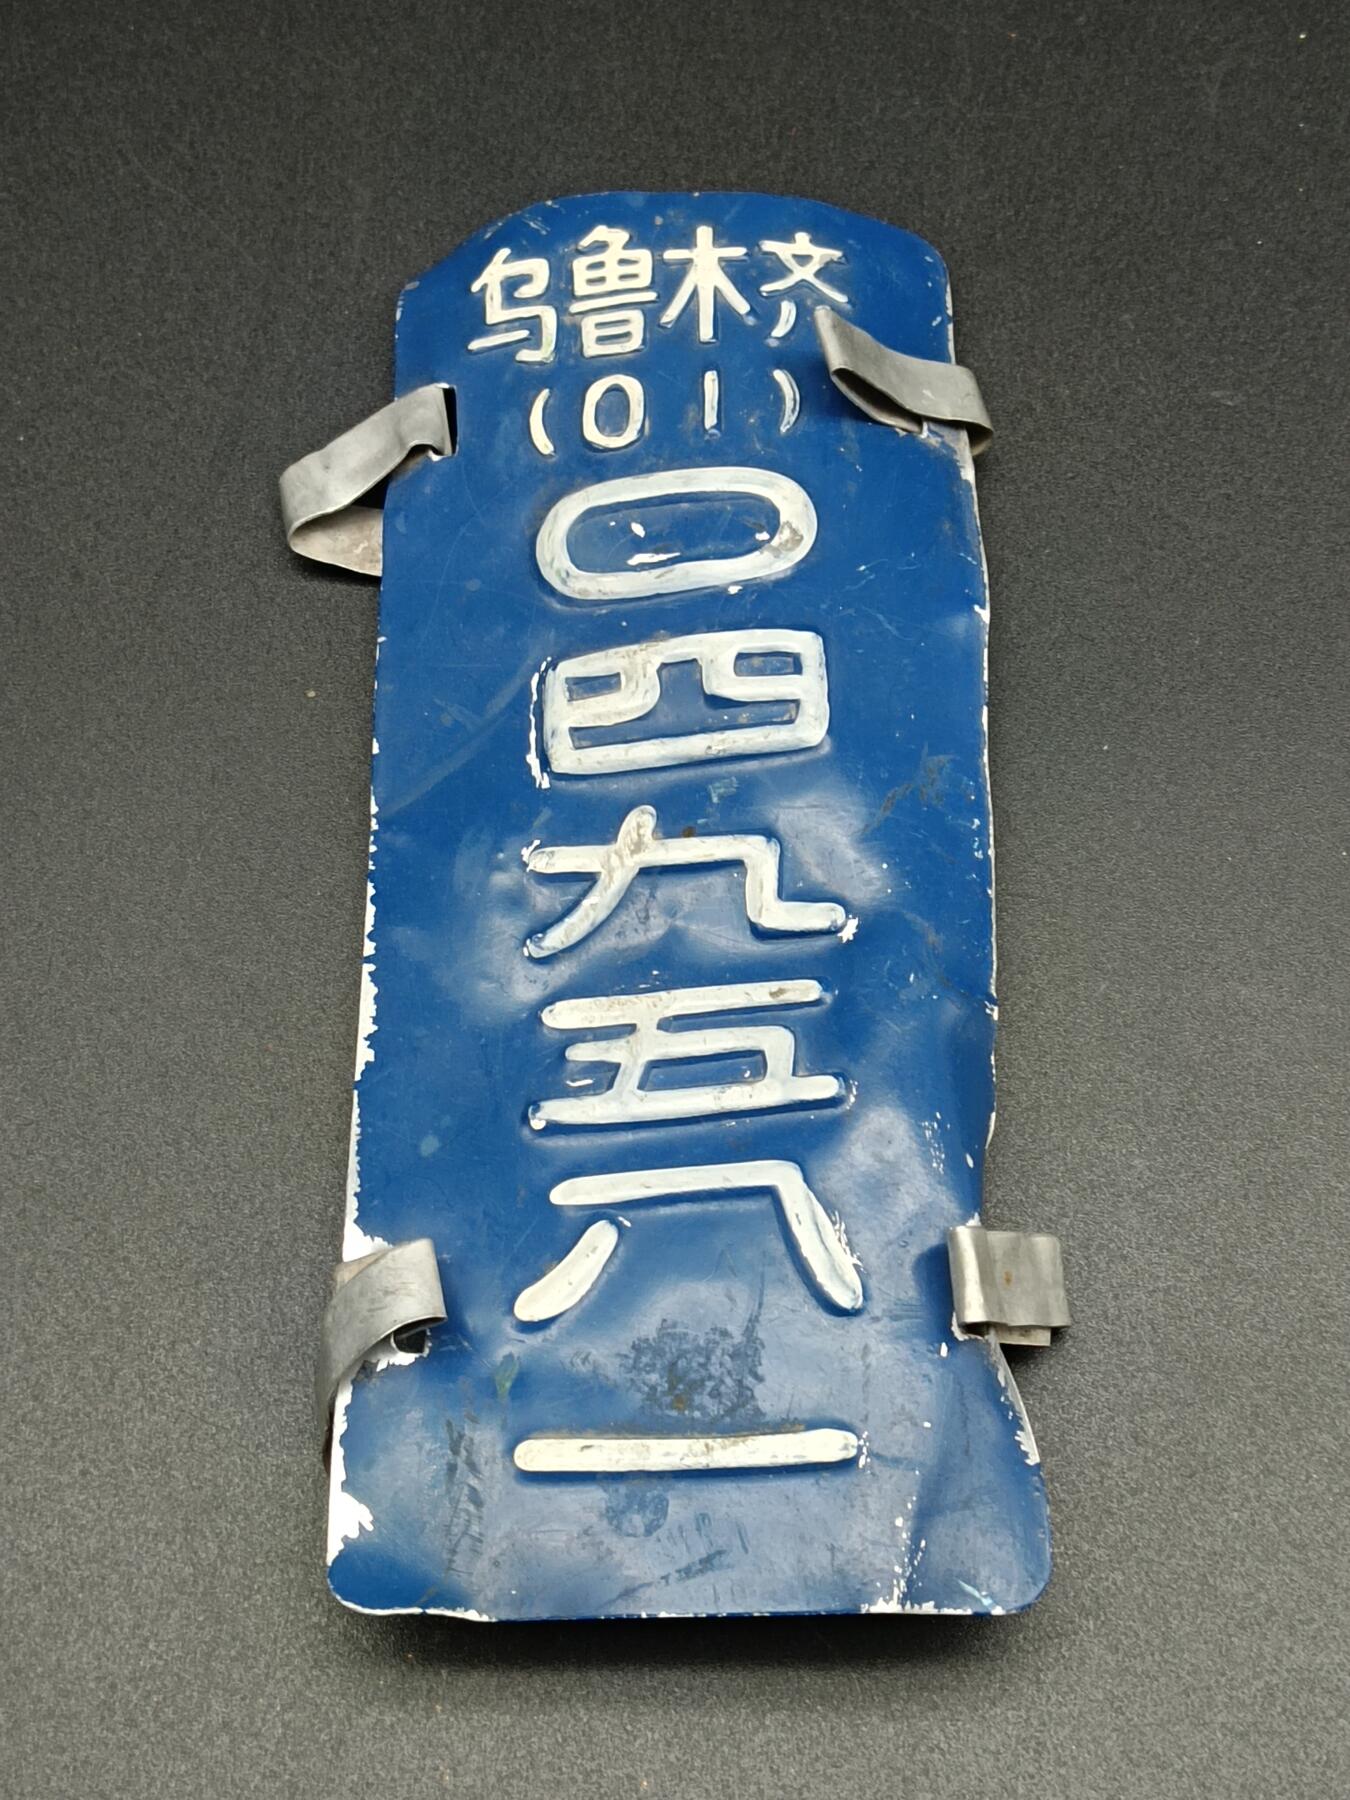 乌鲁木齐
(01)
〇
四
九
五
八
一